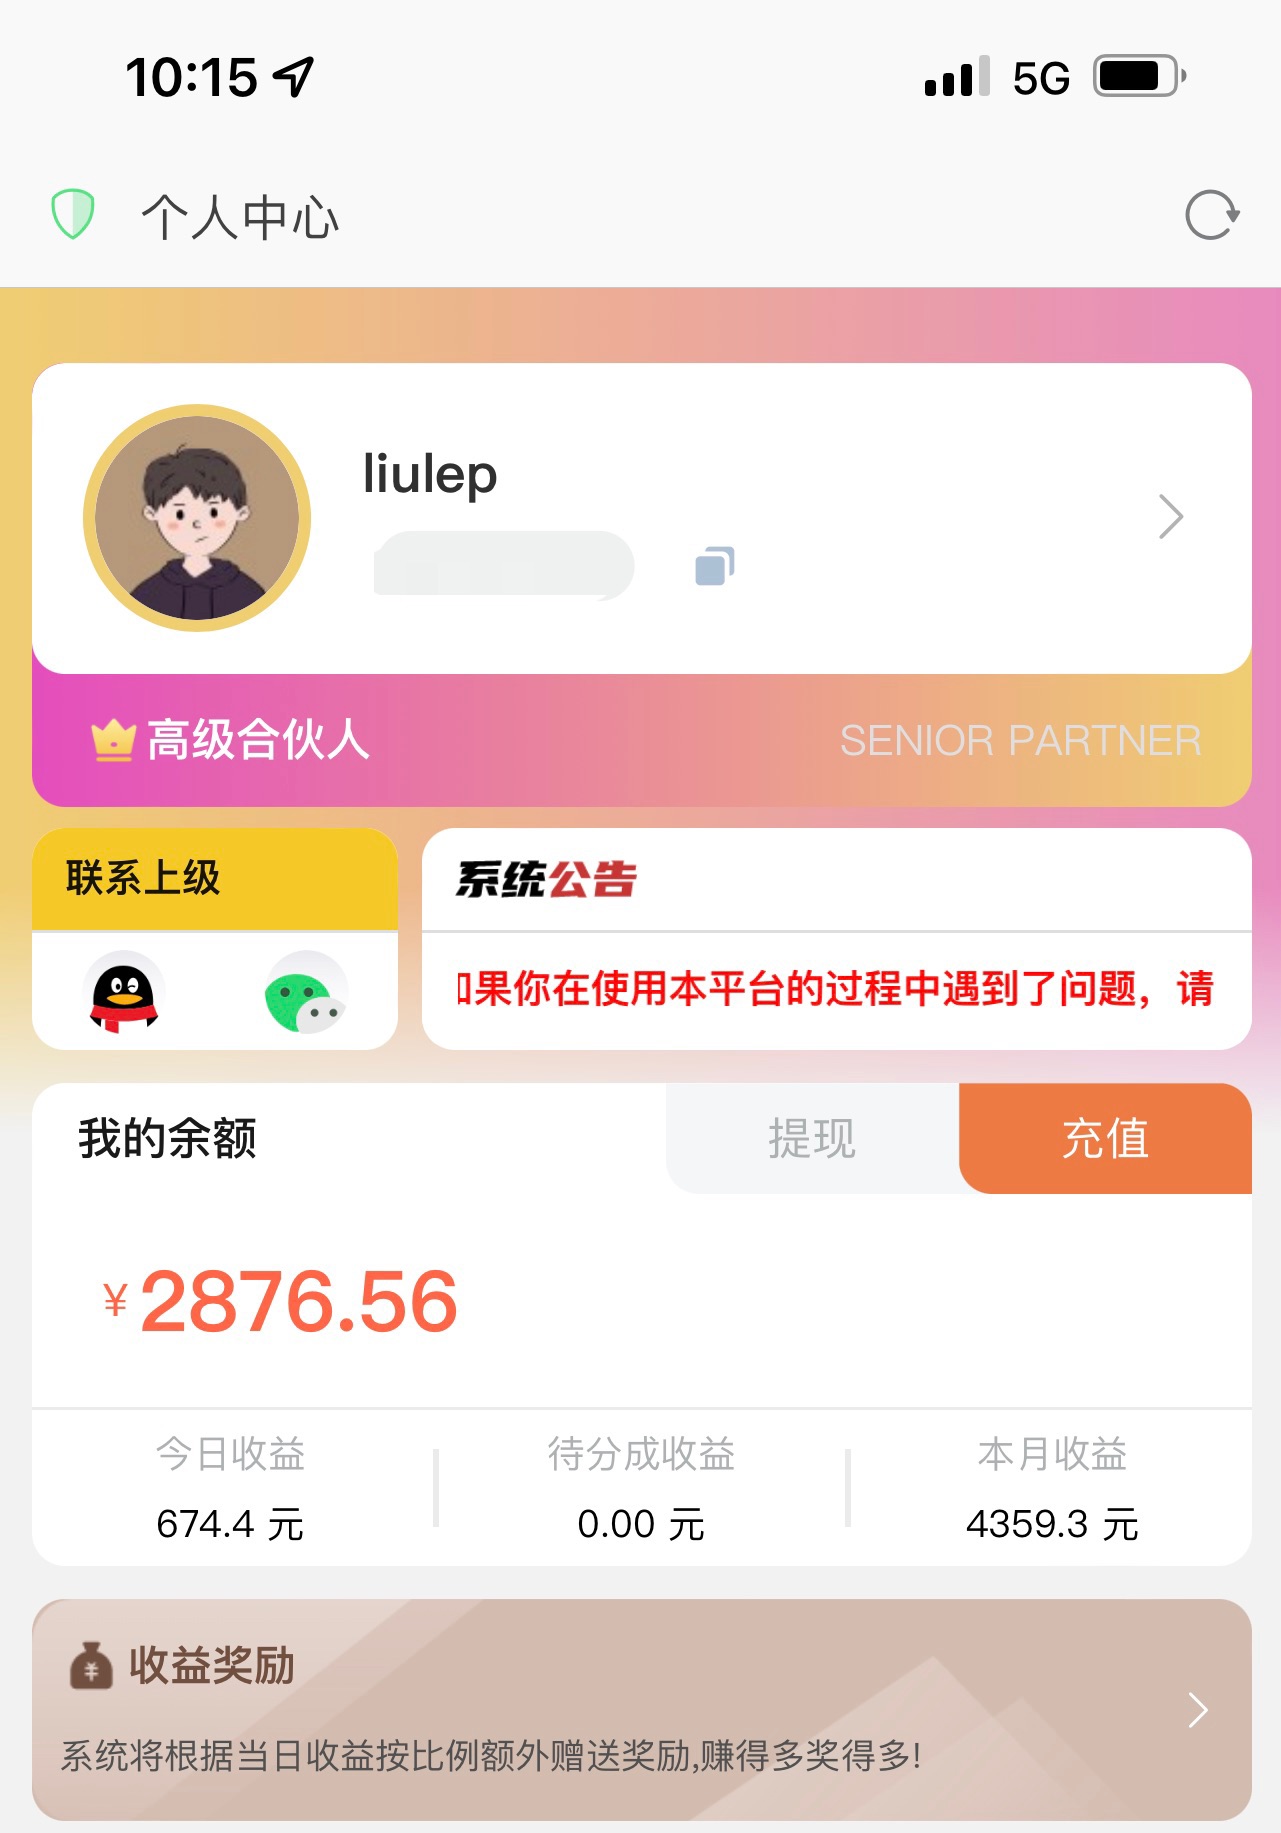 10:15 5G
个人中心
liulep
高级合伙人 SENIOR PARTNER
联系上级
系统公告
如果你在使用本平台的过程中遇到了问题，请
我的余额 提现 充值
¥2876.56
今日收益 待分成收益 本月收益
674.4 元 0.00 元 4359.3 元
收益奖励
系统将根据当日收益按比例额外赠送奖励,赚得多奖得多!